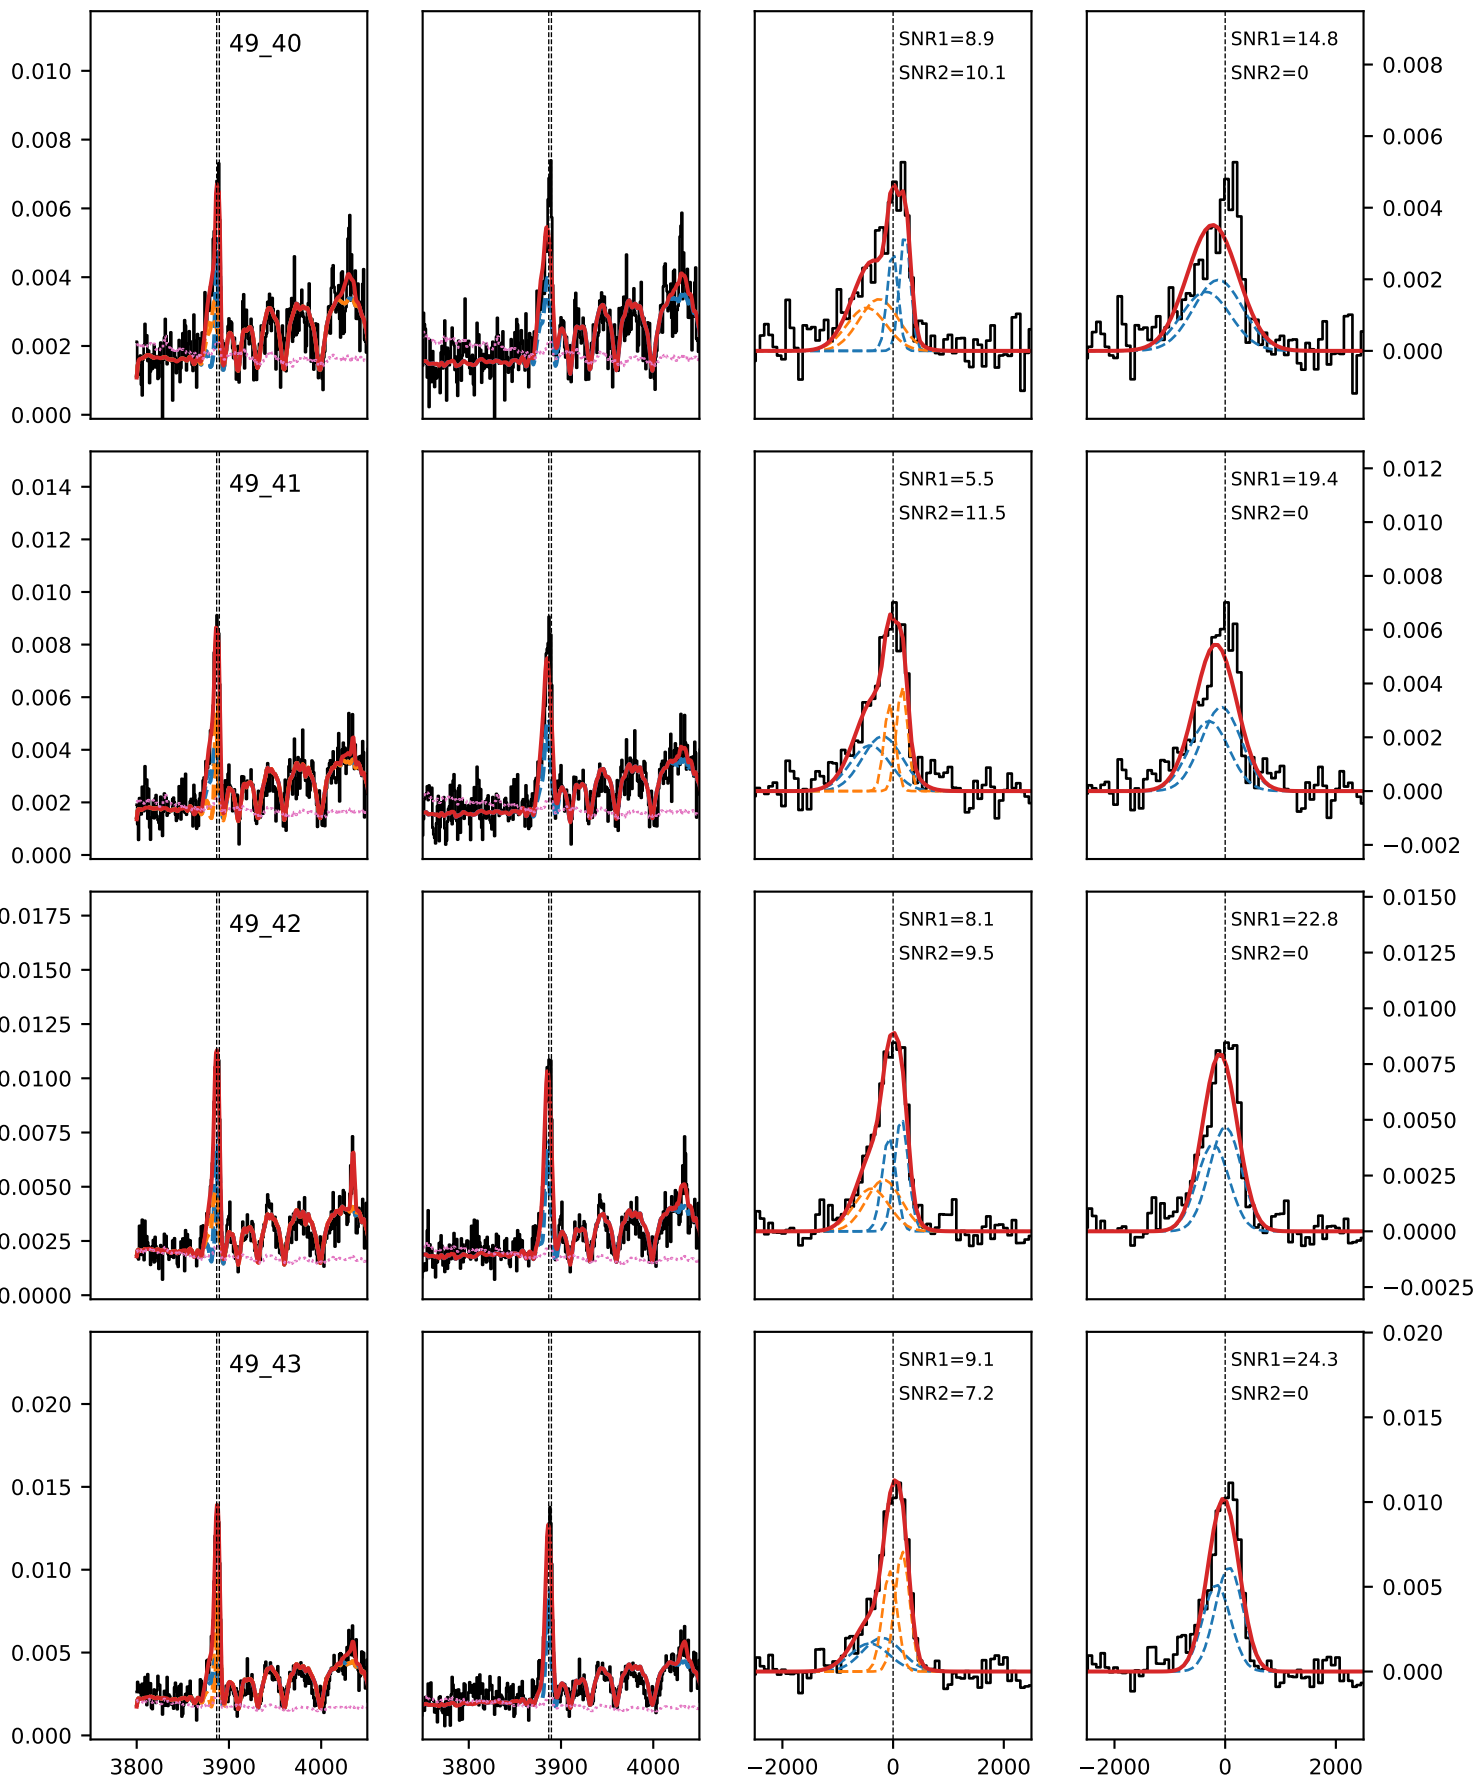 49_40
SNR1=8.9
SNR2=10.1
SNR1=14.8
SNR2=0
0.010
0.008
0.006
0.004
0.002
0.000
0.008
0.006
0.004
0.002
0.000
49_41
SNR1=5.5
SNR2=11.5
SNR1=19.4
SNR2=0
0.014
0.012
0.010
0.008
0.006
0.004
0.002
0.000
0.012
0.010
0.008
0.006
0.004
0.002
0.000
−0.002
49_42
SNR1=8.1
SNR2=9.5
SNR1=22.8
SNR2=0
0.0175
0.0150
0.0125
0.0100
0.0075
0.0050
0.0025
0.0000
0.0150
0.0125
0.0100
0.0075
0.0050
0.0025
0.0000
−0.0025
49_43
SNR1=9.1
SNR2=7.2
SNR1=24.3
SNR2=0
0.020
0.015
0.010
0.005
0.000
0.020
0.015
0.010
0.005
0.000
3800 3900 4000
3800 3900 4000
−2000 0 2000
−2000 0 2000